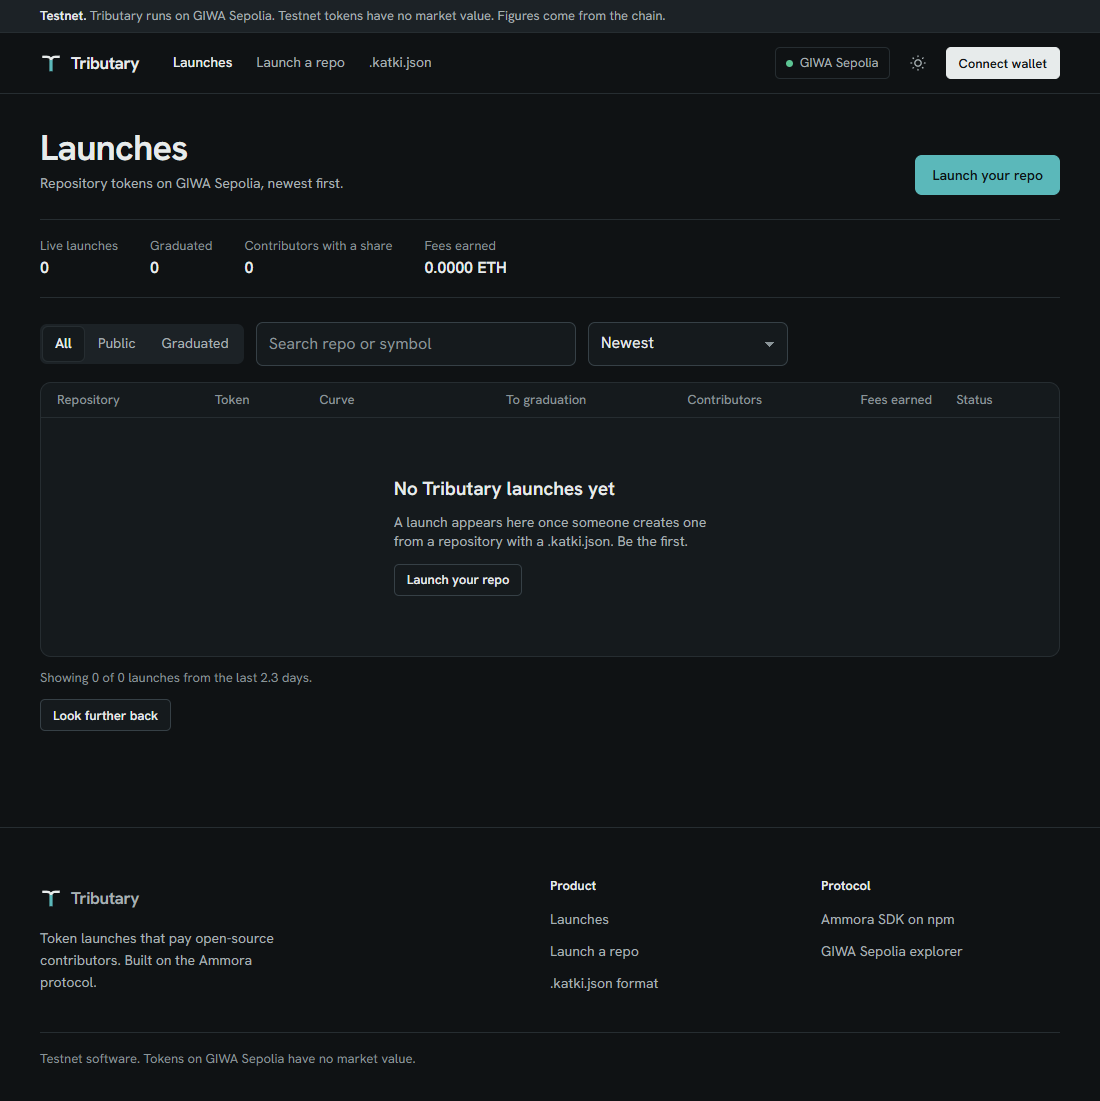 Testnet. Tributary runs on GIWA Sepolia. Testnet tokens have no market value. Figures come from the chain.
Tributary
Launches
Launch a repo
.katki.json
GIWA Sepolia
Connect wallet
Launches
Repository tokens on GIWA Sepolia, newest first.
Launch your repo
Live launches
0
Graduated
0
Contributors with a share
0
Fees earned
0.0000 ETH
All
Public
Graduated
Search repo or symbol
Newest
Repository
Token
Curve
To graduation
Contributors
Fees earned
Status
No Tributary launches yet
A launch appears here once someone creates one
from a repository with a .katki.json. Be the first.
Launch your repo
Showing 0 of 0 launches from the last 2.3 days.
Look further back
Tributary
Token launches that pay open-source
contributors. Built on the Ammora
protocol.
Product
Launches
Launch a repo
.katki.json format
Protocol
Ammora SDK on npm
GIWA Sepolia explorer
Testnet software. Tokens on GIWA Sepolia have no market value.